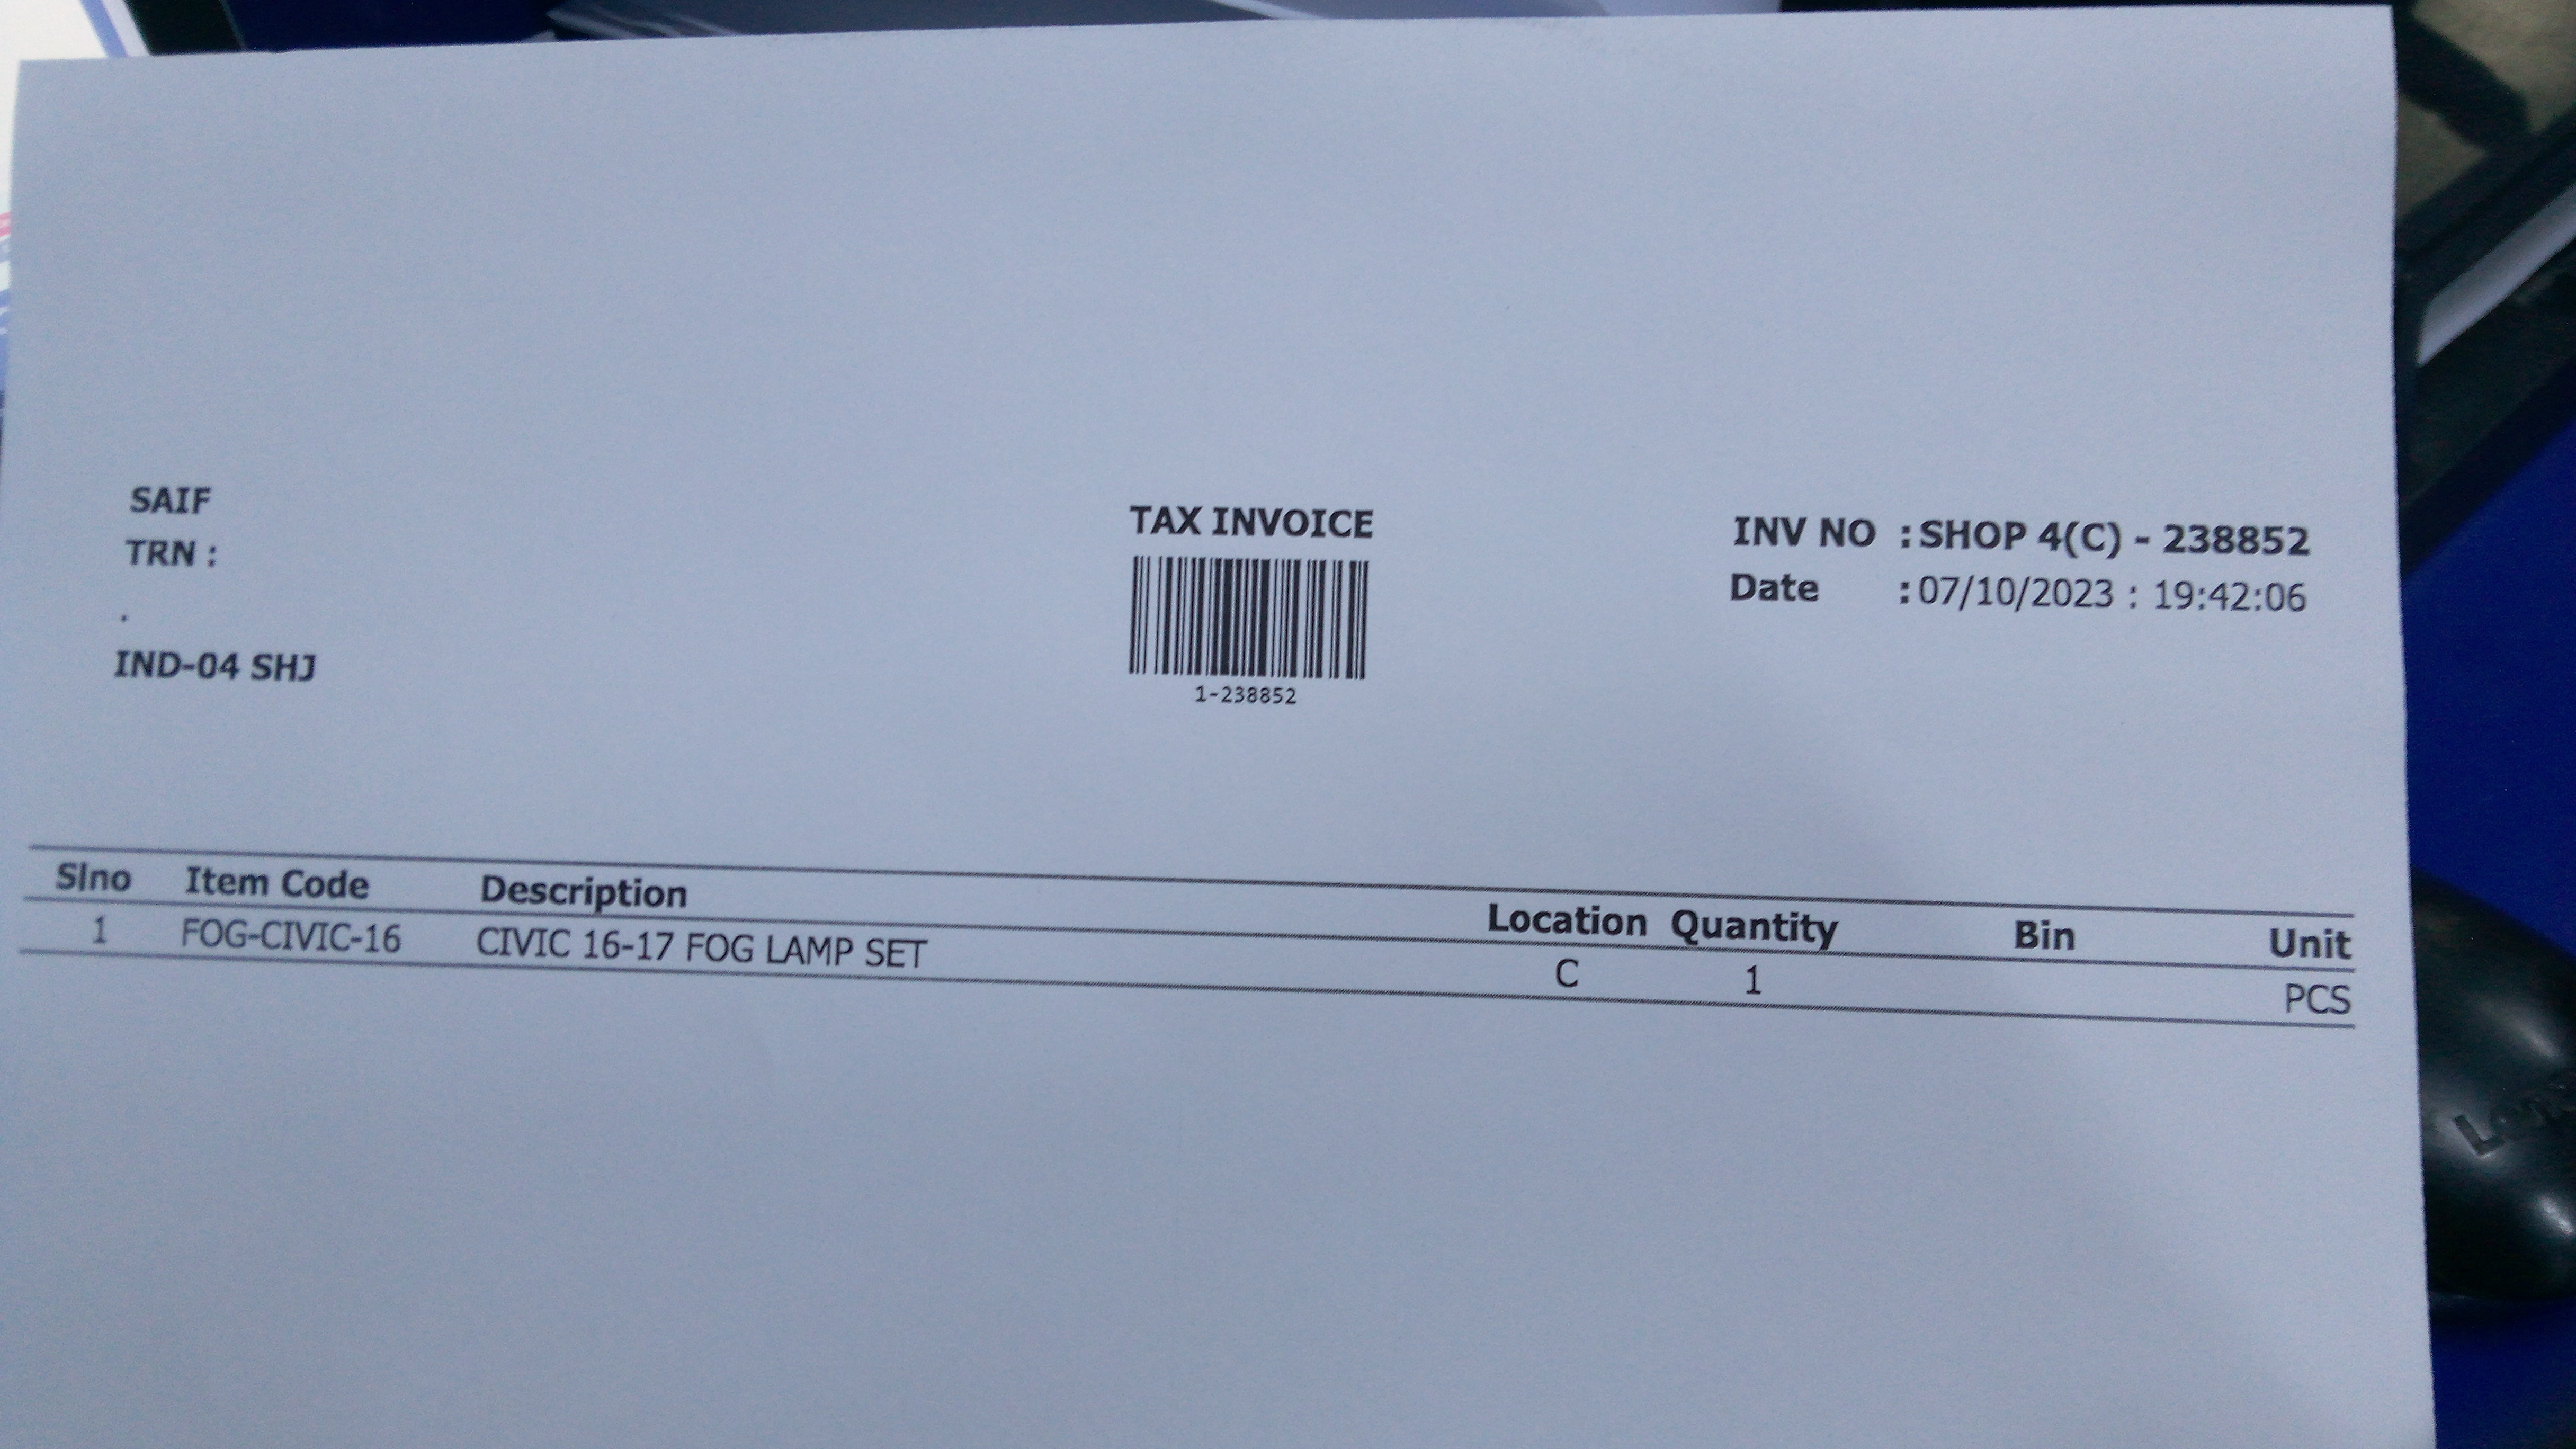 SAIF
TRN :
.
IND-04 SHJ
TAX INVOICE
1-238852
INV NO : SHOP 4(C) - 238852
Date : 07/10/2023 : 19:42:06
Slno Item Code Description Location Quantity Bin Unit
1 FOG-CIVIC-16 CIVIC 16-17 FOG LAMP SET C 1 PCS